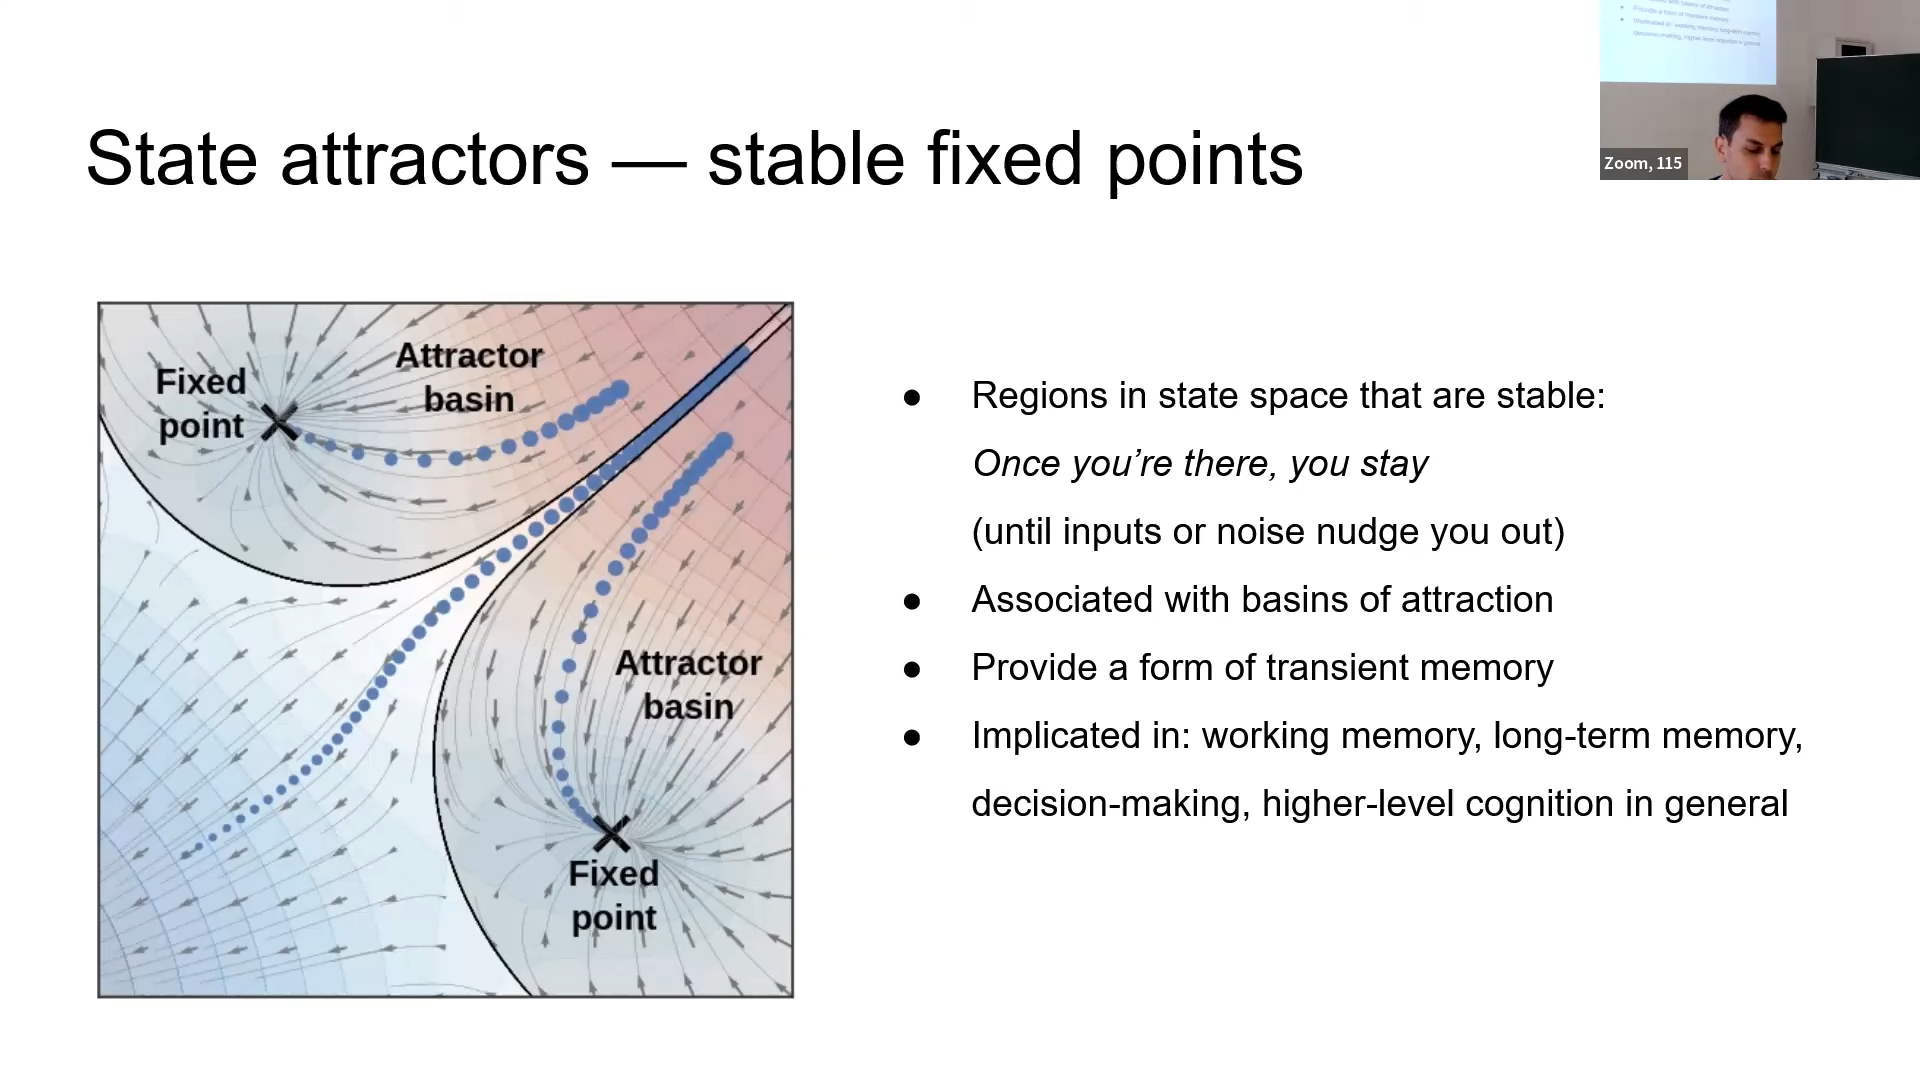 State attractors — stable fixed points
Zoom, 115
Fixed
point
Attractor
basin
Attractor
basin
Fixed
point
● Regions in state space that are stable:
Once you’re there, you stay
(until inputs or noise nudge you out)
● Associated with basins of attraction
● Provide a form of transient memory
● Implicated in: working memory, long-term memory,
decision-making, higher-level cognition in general